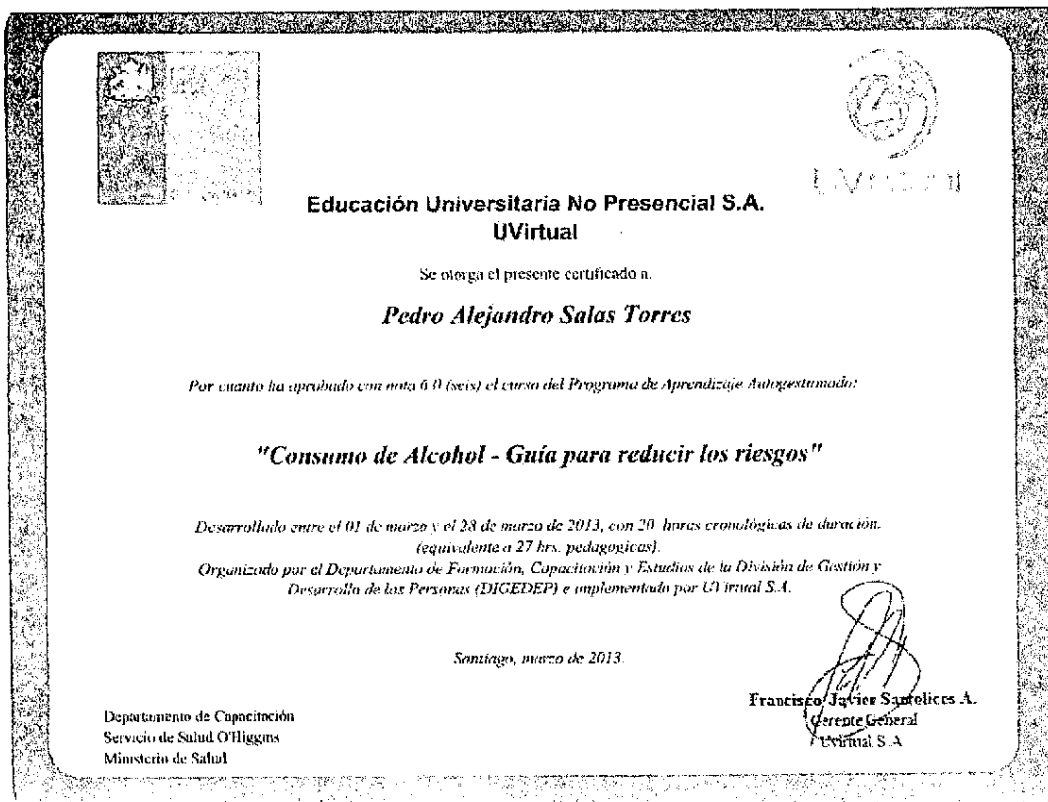 UVirtual
Educación Universitaria No Presencial S.A.
UVirtual
Se otorga el presente certificado a:
Pedro Alejandro Salas Torres
Por cuanto ha aprobado con nota 6.0 (seis) el curso del Programa de Aprendizaje Autogestionado:
"Consumo de Alcohol - Guía para reducir los riesgos"
Desarrollado entre el 01 de marzo y el 28 de marzo de 2013, con 20 horas cronológicas de duración.
(equivalente a 27 hrs. pedagogicas).
Organizado por el Departamento de Formación, Capacitación y Estudios de la División de Gestión y
Desarrollo de las Personas (DIGEDEP) e implementado por UVirtual S.A.
Santiago, marzo de 2013.
Francisco Javier Santelices A.
Gerente General
UVirtual S.A
Departamento de Capacitación
Servicio de Salud O'Higgins
Ministerio de Salud